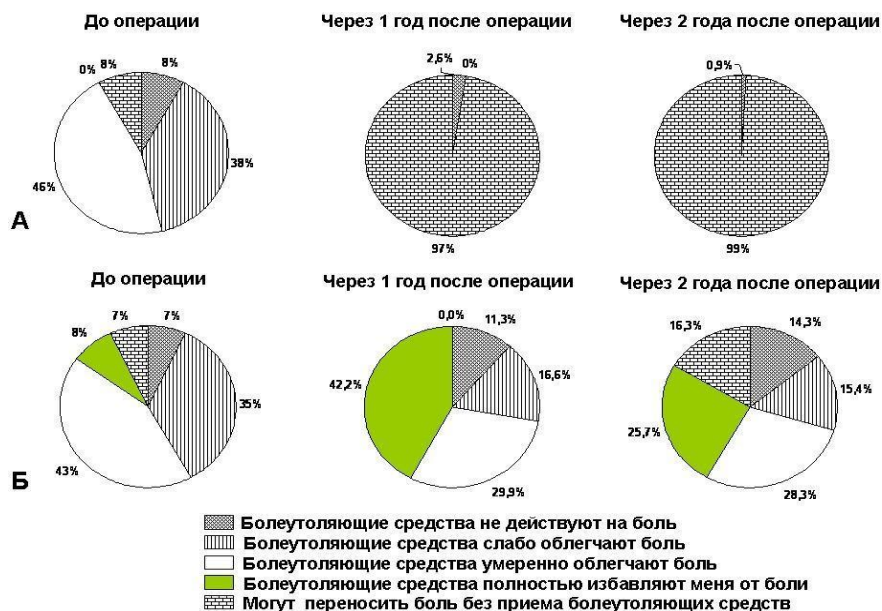 До операции
Через 1 год после операции
Через 2 года после операции
0%
8%
8%
38%
46%
2,6%
0%
97%
0,9%
99%
А
До операции
Через 1 год после операции
Через 2 года после операции
8%
7%
7%
35%
43%
0,0%
11,3%
16,6%
29,9%
42,2%
16,3%
14,3%
15,4%
28,3%
25,7%
Б
Болеутоляющие средства не действуют на боль
Болеутоляющие средства слабо облегчают боль
Болеутоляющие средства умеренно облегчают боль
Болеутоляющие средства полностью избавляют меня от боли
Могут переносить боль без приема болеутоляющих средств